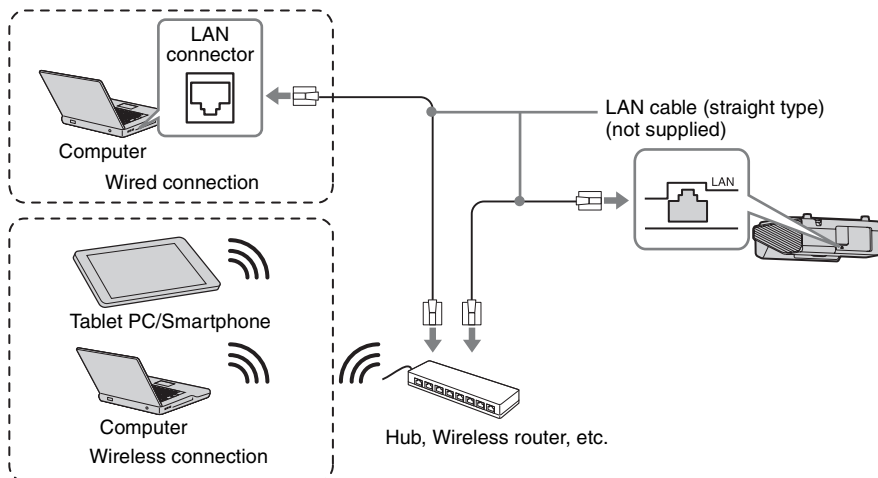 LAN
connector
Computer
Wired connection
LAN cable (straight type)
(not supplied)
LAN
Tablet PC/Smartphone
Computer
Wireless connection
Hub, Wireless router, etc.